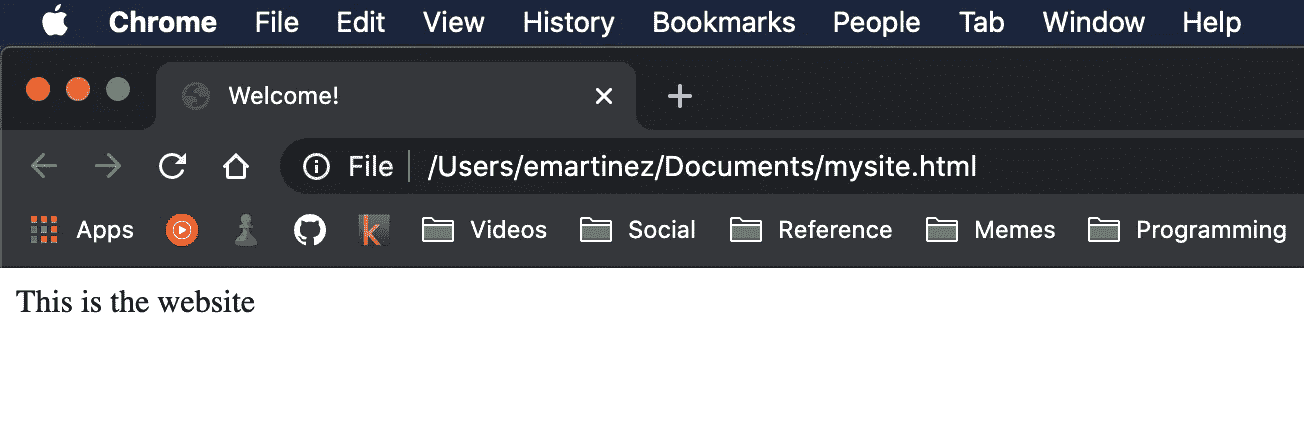 Chrome File Edit View History Bookmarks People Tab Window Help
Welcome!
File /Users/emartinez/Documents/mysite.html
Apps k Videos Social Reference Memes Programming
This is the website